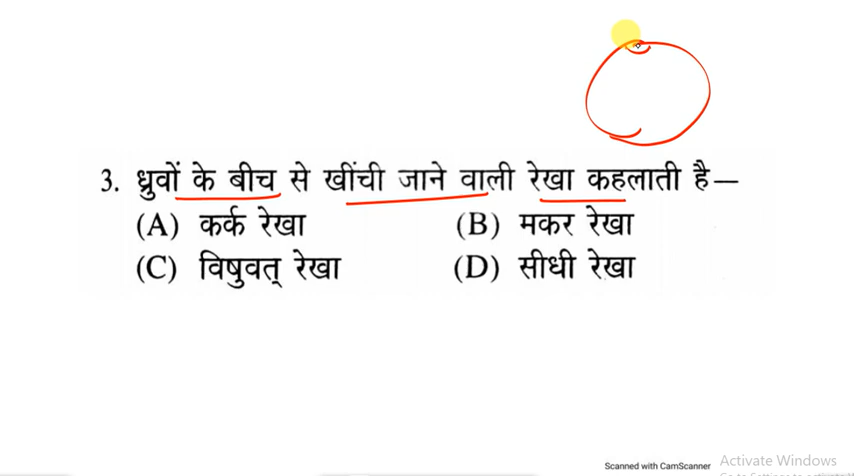 3. ध्रुवों के बीच से खींची जाने वाली रेखा कहलाती है—
(A) कर्क रेखा (B) मकर रेखा
(C) विषुवत् रेखा (D) सीधी रेखा
Scanned with CamScanner
Activate Windows